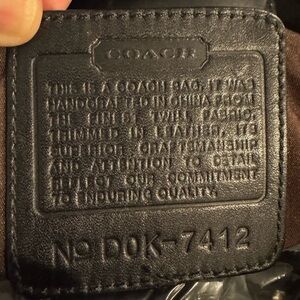 COACH
THIS IS A COACH BAG. IT WAS
HANDCRAFTED IN CHINA FROM
THE FINEST TWILL FABRIC,
TRIMMED IN LEATHER. ITS
SUPERIOR CRAFTSMANSHIP
AND ATTENTION TO DETAIL
REFLECT OUR COMMITMENT
TO ENDURING QUALITY.
No DOK-7412